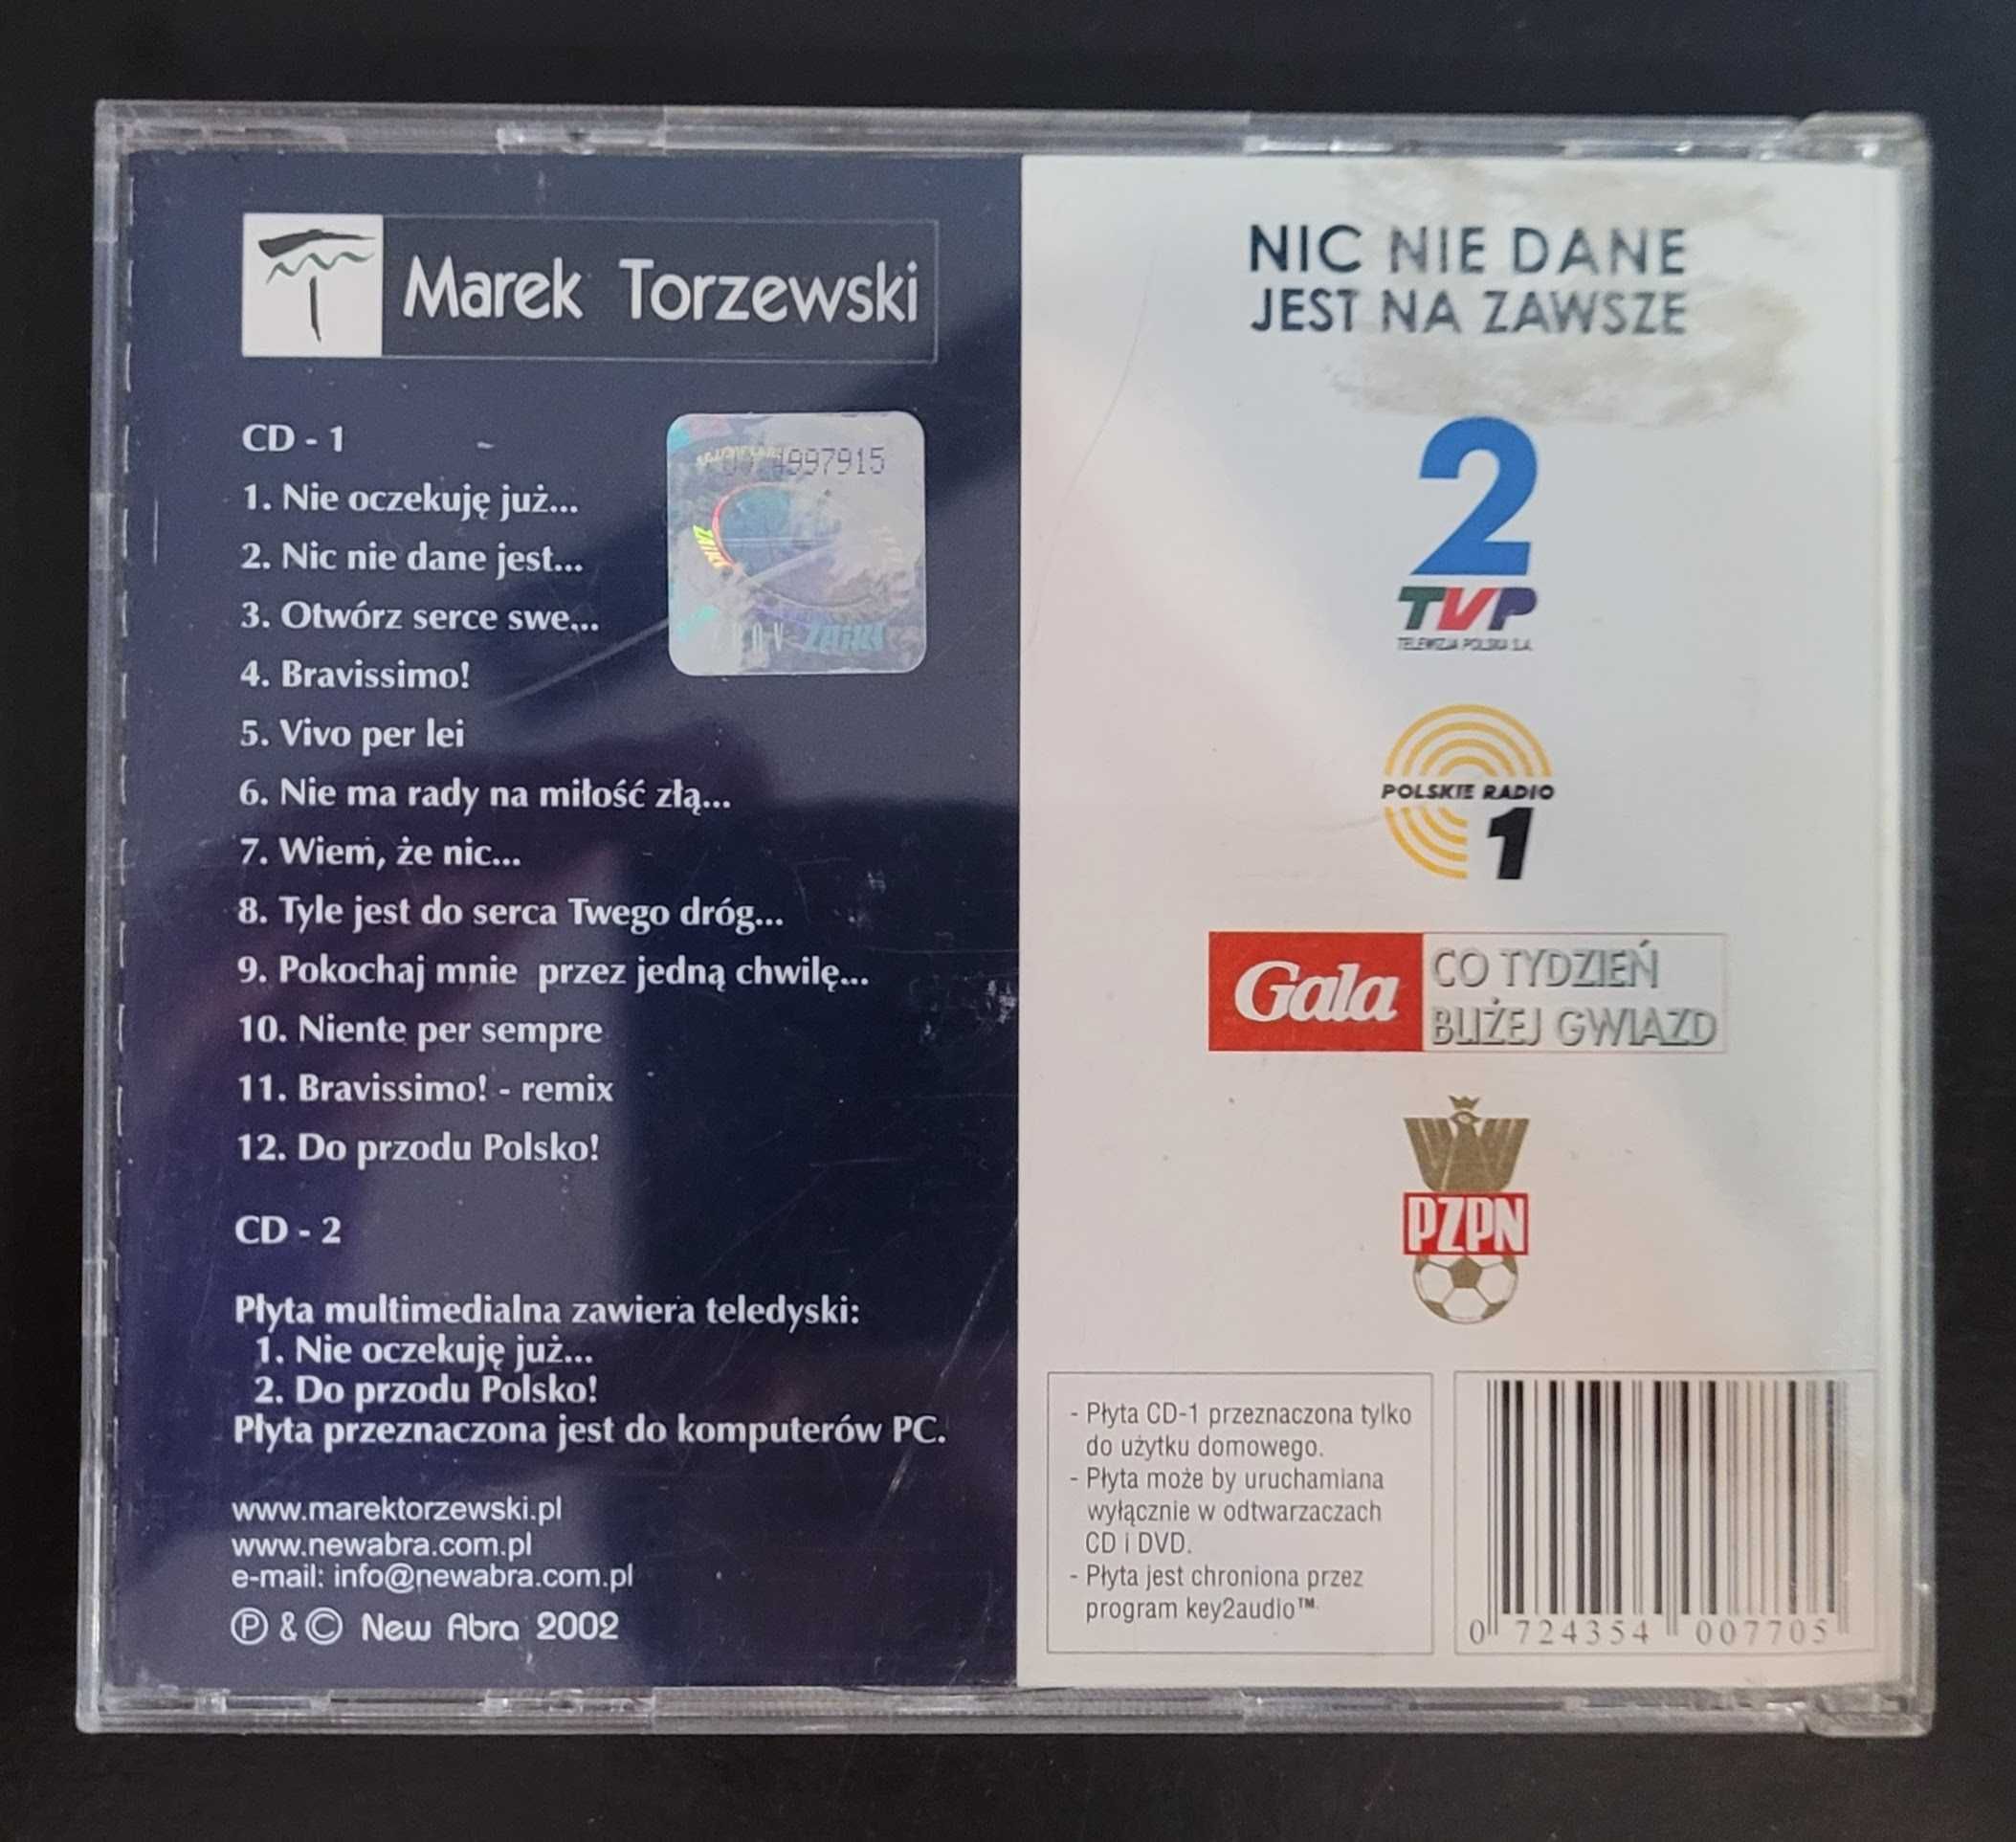 Marek Torzewski
CD - 1
1. Nie oczekuję już...
2. Nic nie dane jest...
3. Otwórz serce swe...
4. Bravissimo!
5. Vivo per lei
6. Nie ma rady na miłość złą...
7. Wiem, że nic...
8. Tyle jest do serca Twego dróg...
9. Pokochaj mnie przez jedną chwilę...
10. Niente per sempre
11. Bravissimo! - remix
12. Do przodu Polsko!
CD - 2
Płyta multimedialna zawiera teledyski:
1. Nie oczekuję już...
2. Do przodu Polsko!
Płyta przeznaczona jest do komputerów PC.
www.marektorzewski.pl
www.newabra.com.pl
e-mail: info@newabra.com.pl
Ⓟ & © New Abra 2002
4997915
ZAiKS
ZAiKS
NIC NIE DANE
JEST NA ZAWSZE
2
TVP
TELEWIZJA POLSKA S.A.
POLSKIE RADIO
1
Gala
CO TYDZIEŃ
BLIŻEJ GWIAZD
PZPN
- Płyta CD-1 przeznaczona tylko
do użytku domowego.
- Płyta może by uruchamiana
wyłącznie w odtwarzaczach
CD i DVD.
- Płyta jest chroniona przez
program key2audio™.
0 724354 007705